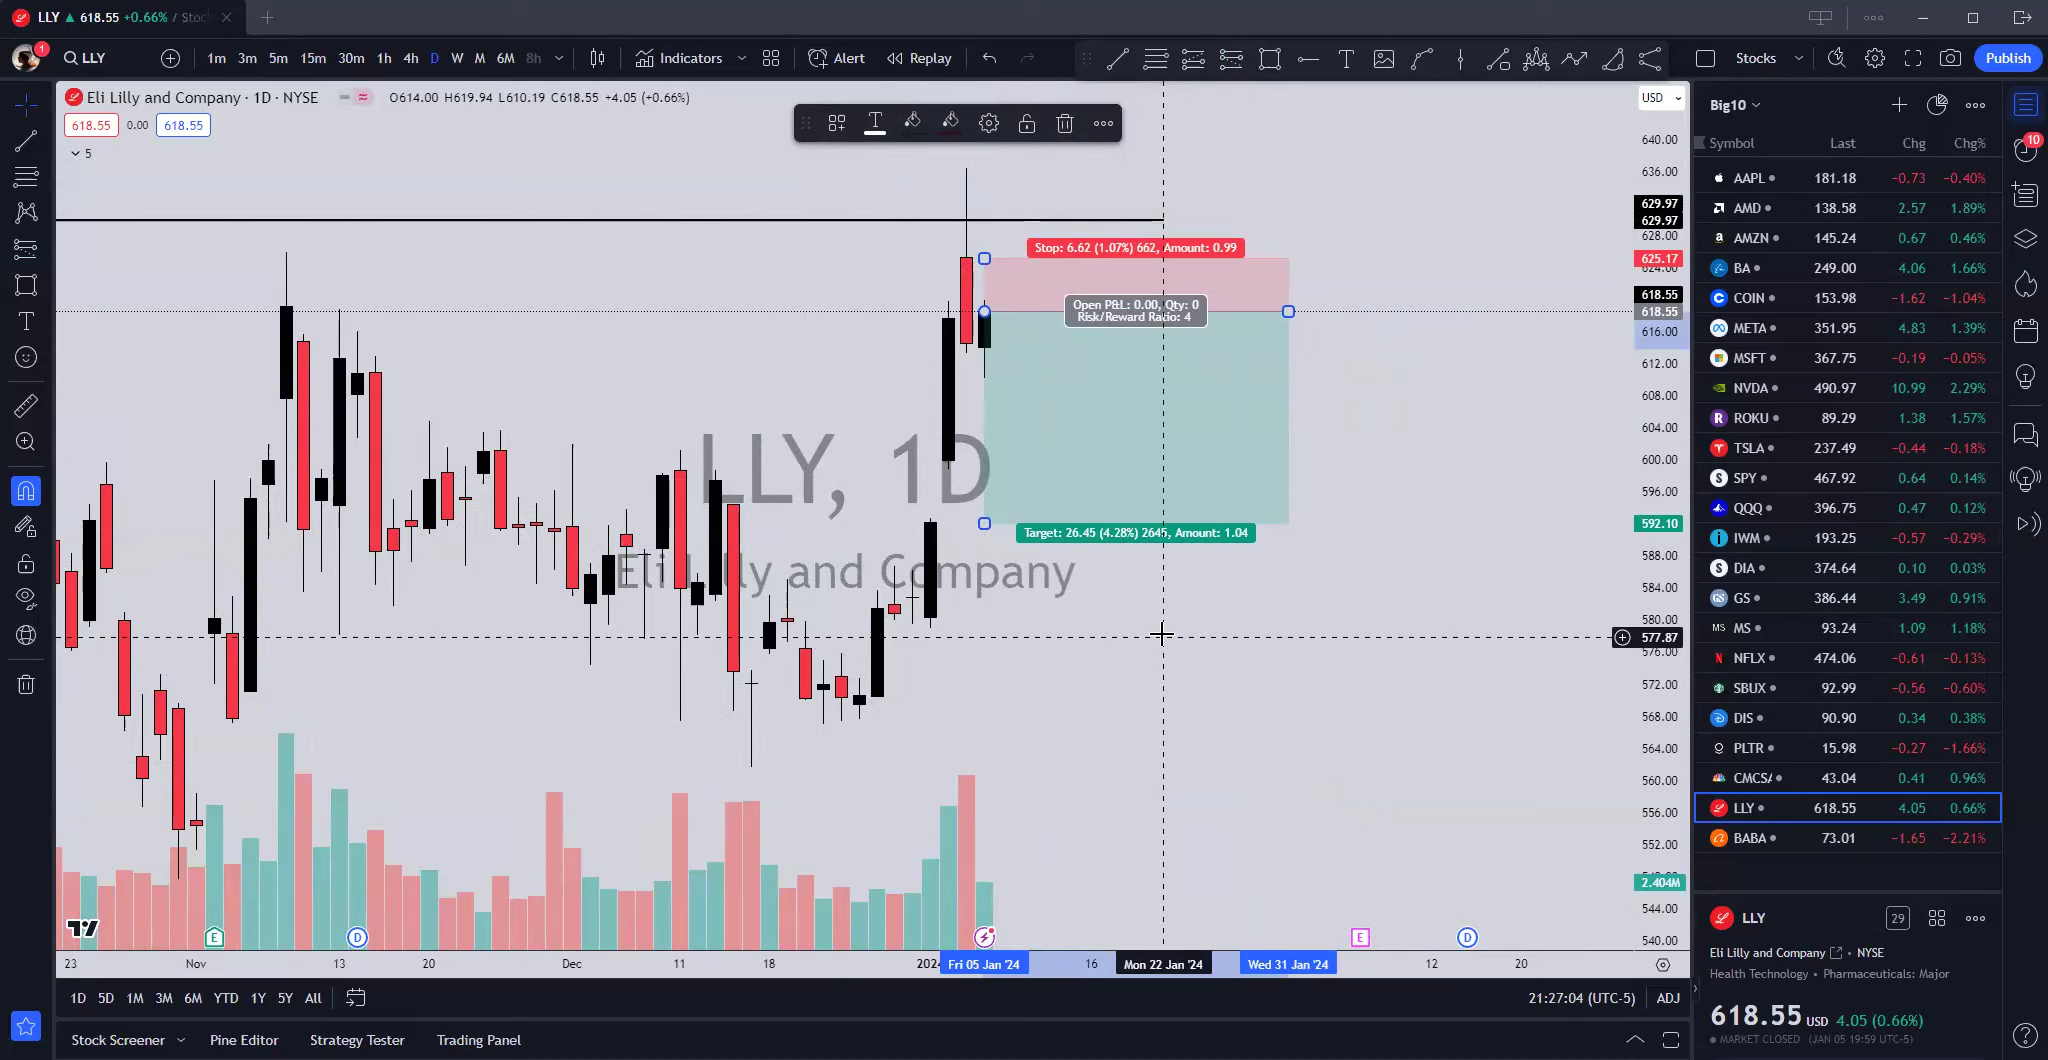 LLY 618.55 +0.66% / Stoc
1
LLY 1m 3m 5m 15m 30m 1h 4h D W M 6M 8h Indicators Alert Replay Stocks Publish
Eli Lilly and Company · 1D · NYSE O614.00 H619.94 L610.19 C618.55 +4.05 (+0.66%)
618.55 0.00 618.55
5
USD
640.00
636.00
629.97
629.97
628.00
625.17
624.00
618.55
618.55
616.00
612.00
608.00
604.00
600.00
596.00
592.10
588.00
584.00
580.00
577.87
576.00
572.00
568.00
564.00
560.00
556.00
552.00
2.404M
544.00
540.00
Stop: 6.62 (1.07%) 662, Amount: 0.99
Open P&L: 0.00, Qty: 0
Risk/Reward Ratio: 4
Target: 26.45 (4.28%) 2645, Amount: 1.04
LLY, 1D
Eli Lilly and Company
E D E D
23 Nov 13 20 Dec 11 18 2024 Fri 05 Jan '24 16 Mon 22 Jan '24 Wed 31 Jan '24 12 20
1D 5D 1M 3M 6M YTD 1Y 5Y All 21:27:04 (UTC-5) ADJ
Stock Screener Pine Editor Strategy Tester Trading Panel
Big10
Symbol Last Chg Chg%
AAPL 181.18 −0.73 −0.40%
AMD 138.58 2.57 1.89%
AMZN 145.24 0.67 0.46%
BA 249.00 4.06 1.66%
COIN 153.98 −1.62 −1.04%
META 351.95 4.83 1.39%
MSFT 367.75 −0.19 −0.05%
NVDA 490.97 10.99 2.29%
ROKU 89.29 1.38 1.57%
TSLA 237.49 −0.44 −0.18%
SPY 467.92 0.64 0.14%
QQQ 396.75 0.47 0.12%
IWM 193.25 −0.57 −0.29%
DIA 374.64 0.10 0.03%
GS 386.44 3.49 0.91%
MS MS 93.24 1.09 1.18%
NFLX 474.06 −0.61 −0.13%
SBUX 92.99 −0.56 −0.60%
DIS 90.90 0.34 0.38%
PLTR 15.98 −0.27 −1.66%
CMCSA 43.04 0.41 0.96%
LLY 618.55 4.05 0.66%
BABA 73.01 −1.65 −2.21%
LLY 29
Eli Lilly and Company • NYSE
Health Technology • Pharmaceuticals: Major
618.55 USD 4.05 (0.66%)
MARKET CLOSED (JAN 05 19:59 UTC-5)
10